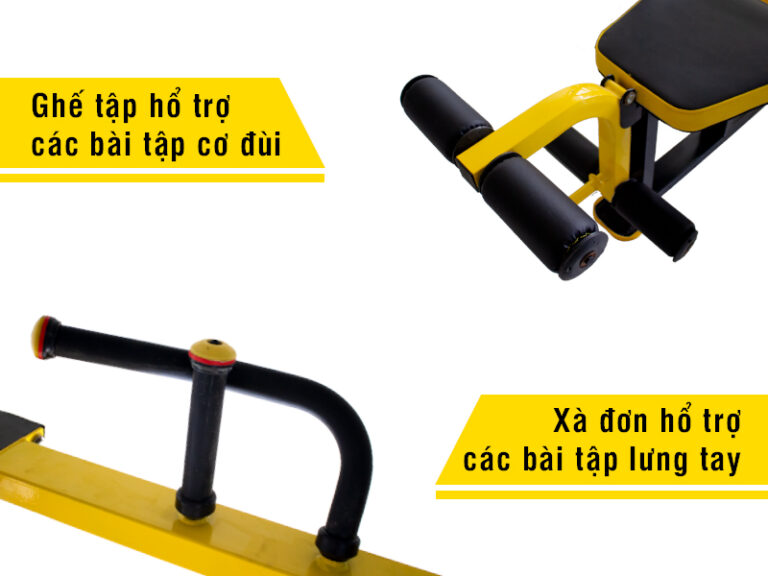 Ghế tập hổ trợ
các bài tập cơ đùi
Xà đơn hổ trợ
các bài tập lưng tay